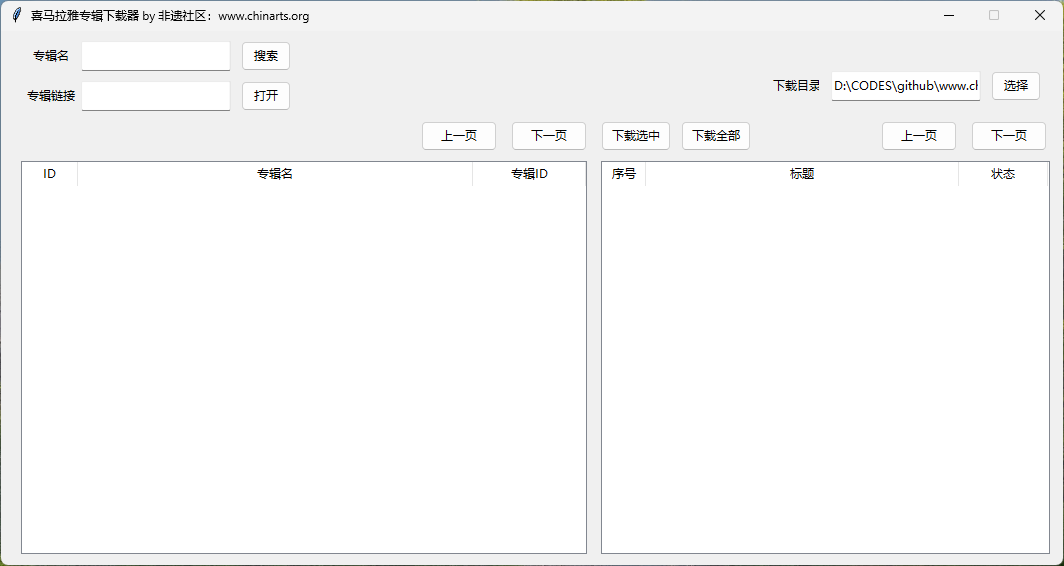 喜马拉雅专辑下载器 by 非遗社区：www.chinarts.org
专辑名 搜索
专辑链接 打开
下载目录 D:\CODES\github\www.ch 选择
上一页 下一页 下载选中 下载全部 上一页 下一页
ID 专辑名 专辑ID
序号 标题 状态